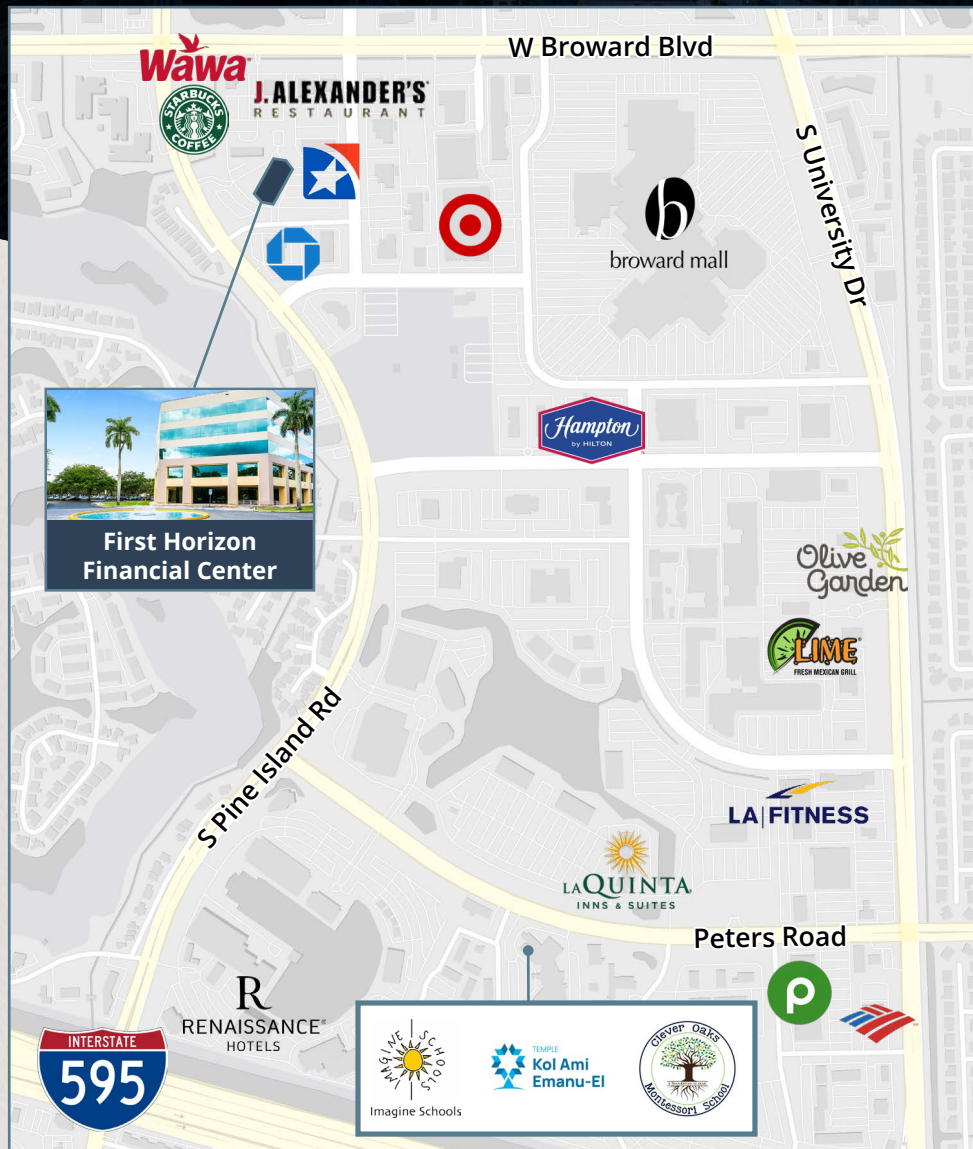 W Broward Blvd
Wawa
STARBUCKS
COFFEE
J. ALEXANDER'S
RESTAURANT
S University Dr
b
broward mall
Hampton
by HILTON
First Horizon
Financial Center
Olive
Garden
LIME
FRESH MEXICAN GRILL
S Pine Island Rd
LA|FITNESS
LAQUINTA
INNS & SUITES
Peters Road
p
R
RENAISSANCE
HOTELS
INTERSTATE
595
IMAGINE SCHOOLS
Imagine Schools
TEMPLE
Kol Ami
Emanu-El
Clever Oaks
Montessori School